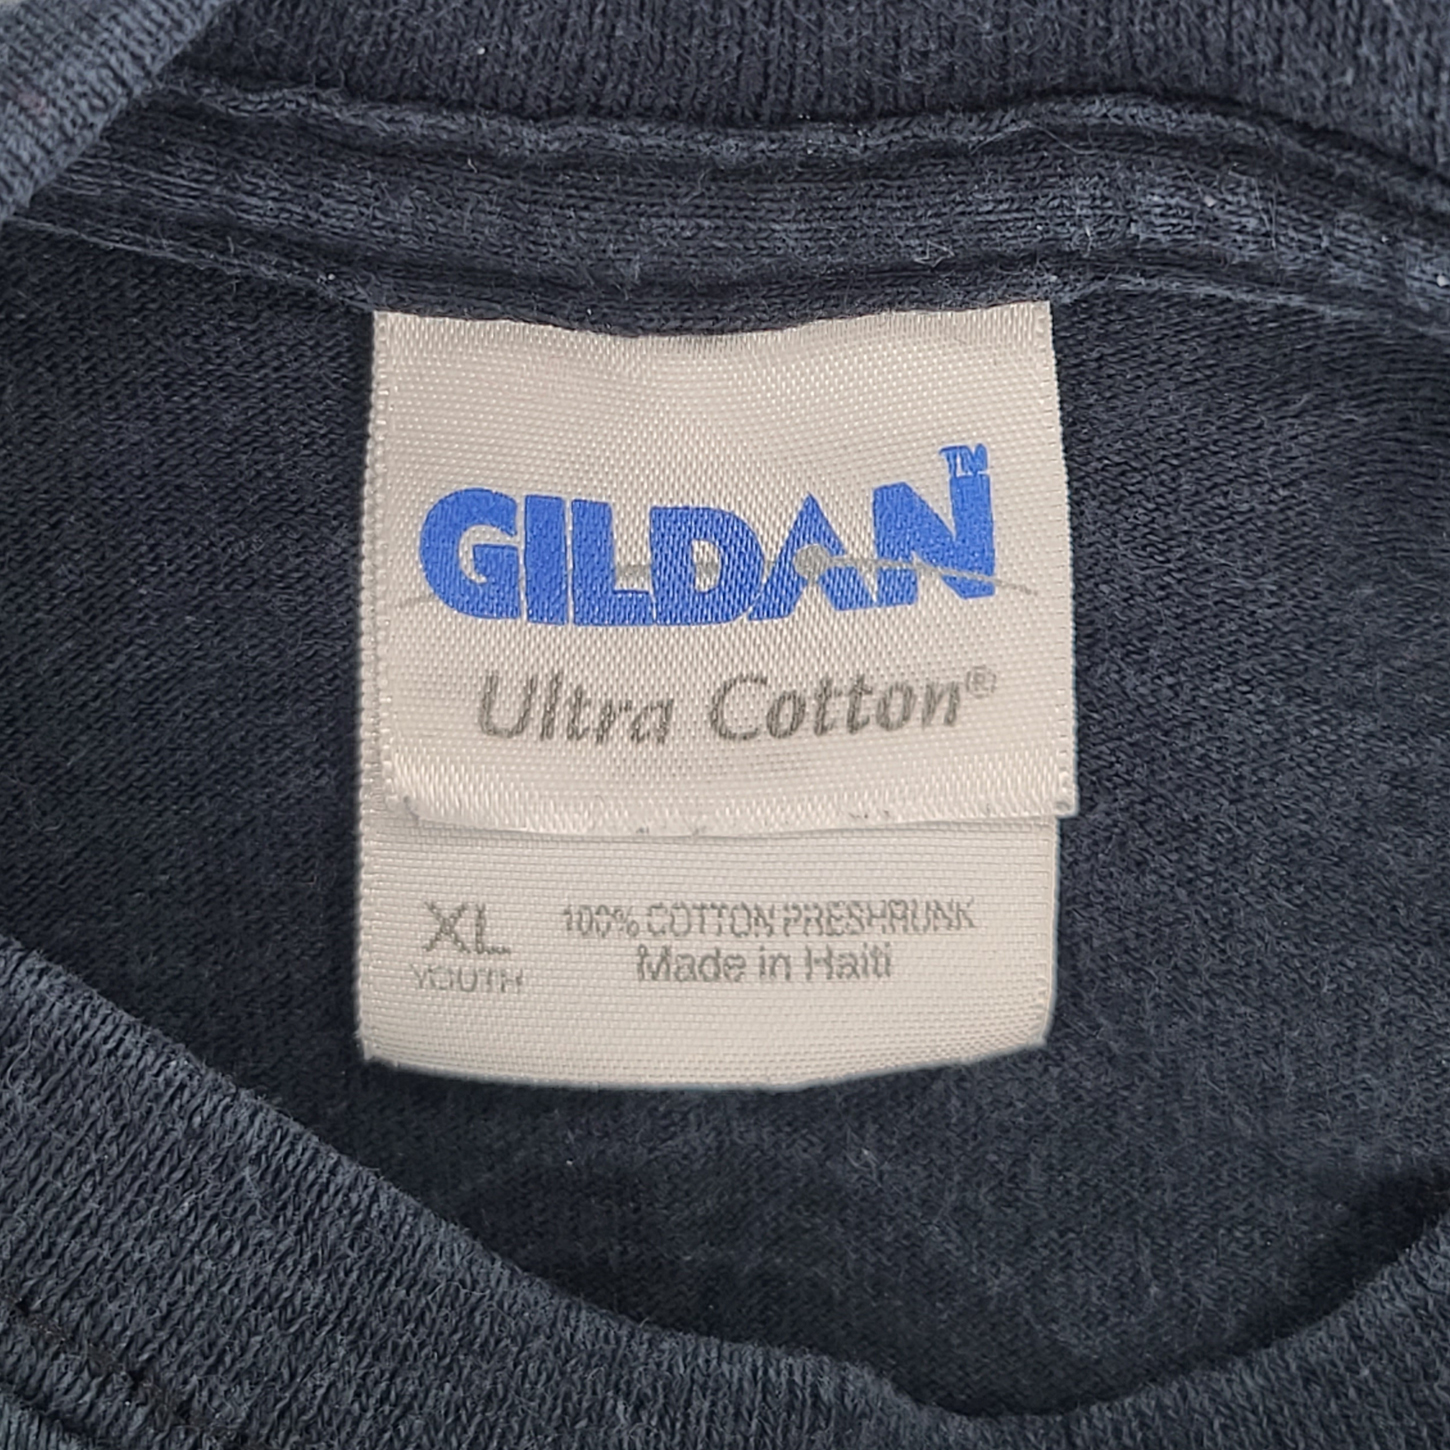 GILDAN™
Ultra Cotton®
XL
YOUTH
100% COTTON PRESHRUNK
Made in Haiti